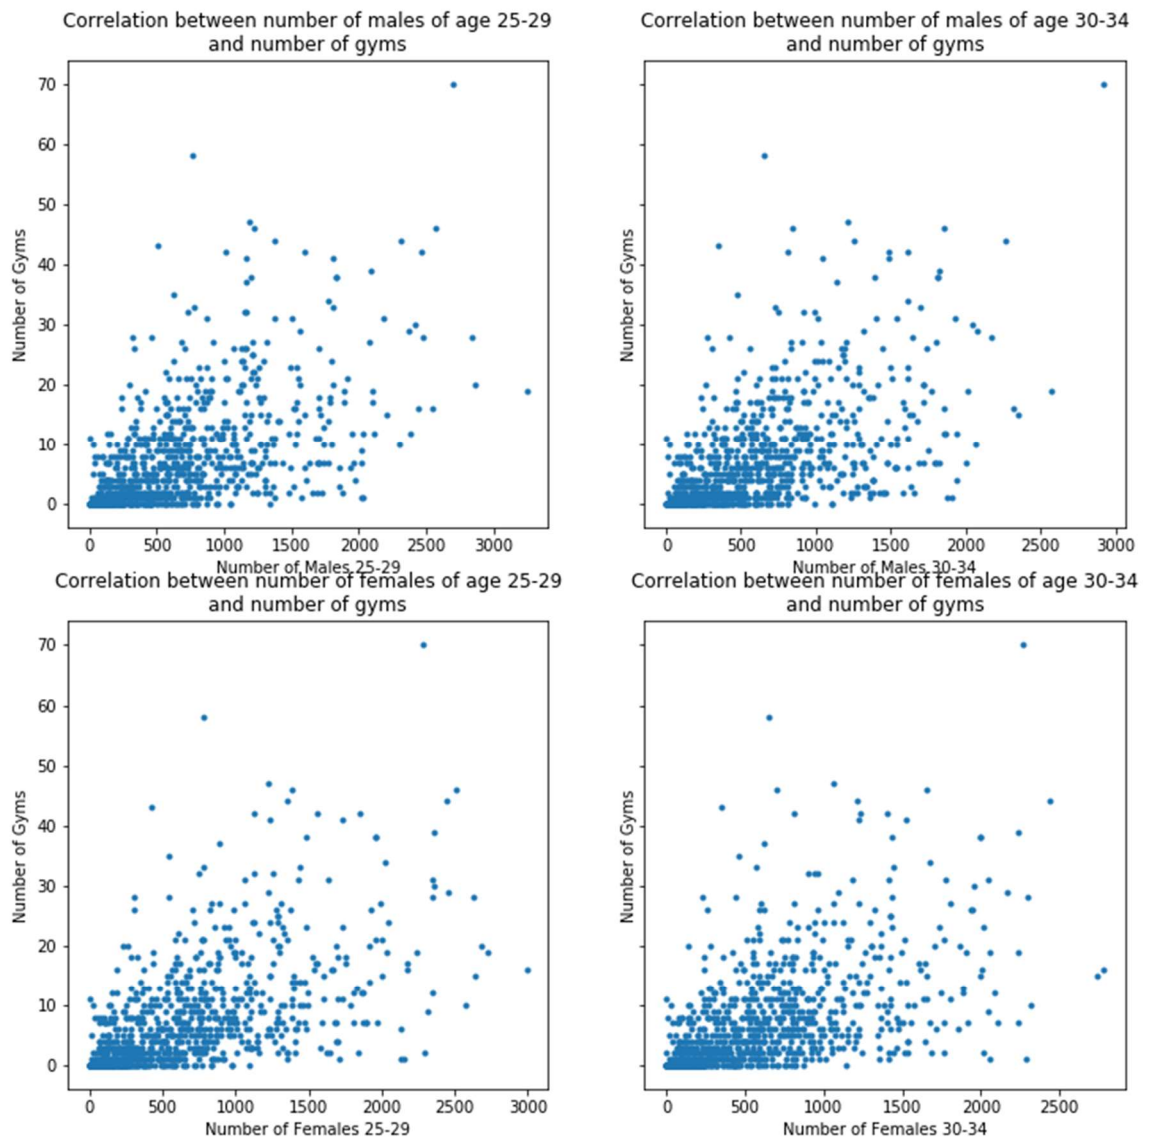 Correlation between number of males of age 25-29
and number of gyms
Correlation between number of males of age 30-34
and number of gyms
70
60
50
40
30
20
10
0
Number of Gyms
Number of Gyms
0 500 1000 1500 2000 2500 3000
0 500 1000 1500 2000 2500 3000
Number of Males 25-29
Number of Males 30-34
Correlation between number of females of age 25-29
and number of gyms
Correlation between number of females of age 30-34
and number of gyms
70
60
50
40
30
20
10
0
Number of Gyms
Number of Gyms
0 500 1000 1500 2000 2500 3000
0 500 1000 1500 2000 2500
Number of Females 25-29
Number of Females 30-34